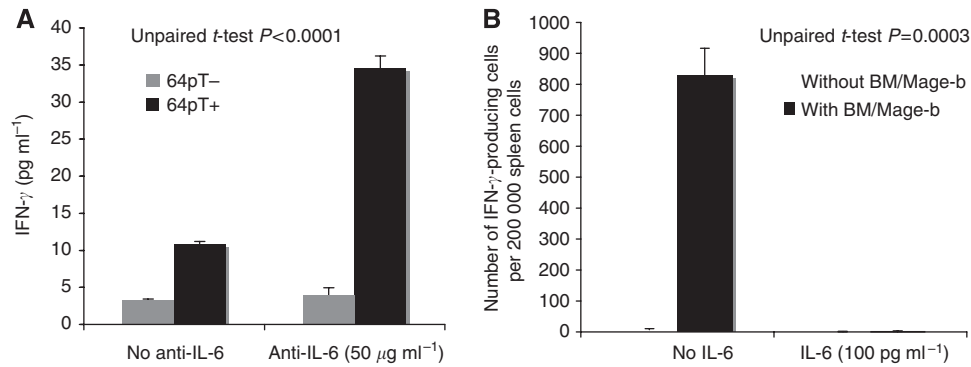 A
Unpaired t-test P<0.0001
64pT−
64pT+
IFN-γ (pg ml⁻¹)
40
35
30
25
20
15
10
5
0
No anti-IL-6
Anti-IL-6 (50 μg ml⁻¹)
B
Unpaired t-test P=0.0003
Without BM/Mage-b
With BM/Mage-b
Number of IFN-γ-producing cells
per 200 000 spleen cells
1000
900
800
700
600
500
400
300
200
100
0
No IL-6
IL-6 (100 pg ml⁻¹)